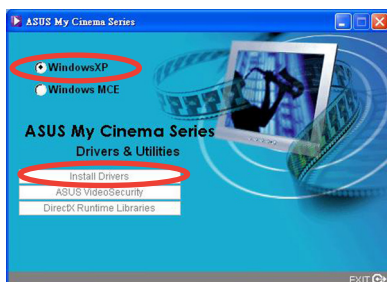 ASUS My Cinema Series
WindowsXP
Windows MCE
ASUS My Cinema Series
Drivers & Utilities
Install Drivers
ASUS VideoSecurity
DirectX Runtime Libraries
EXIT